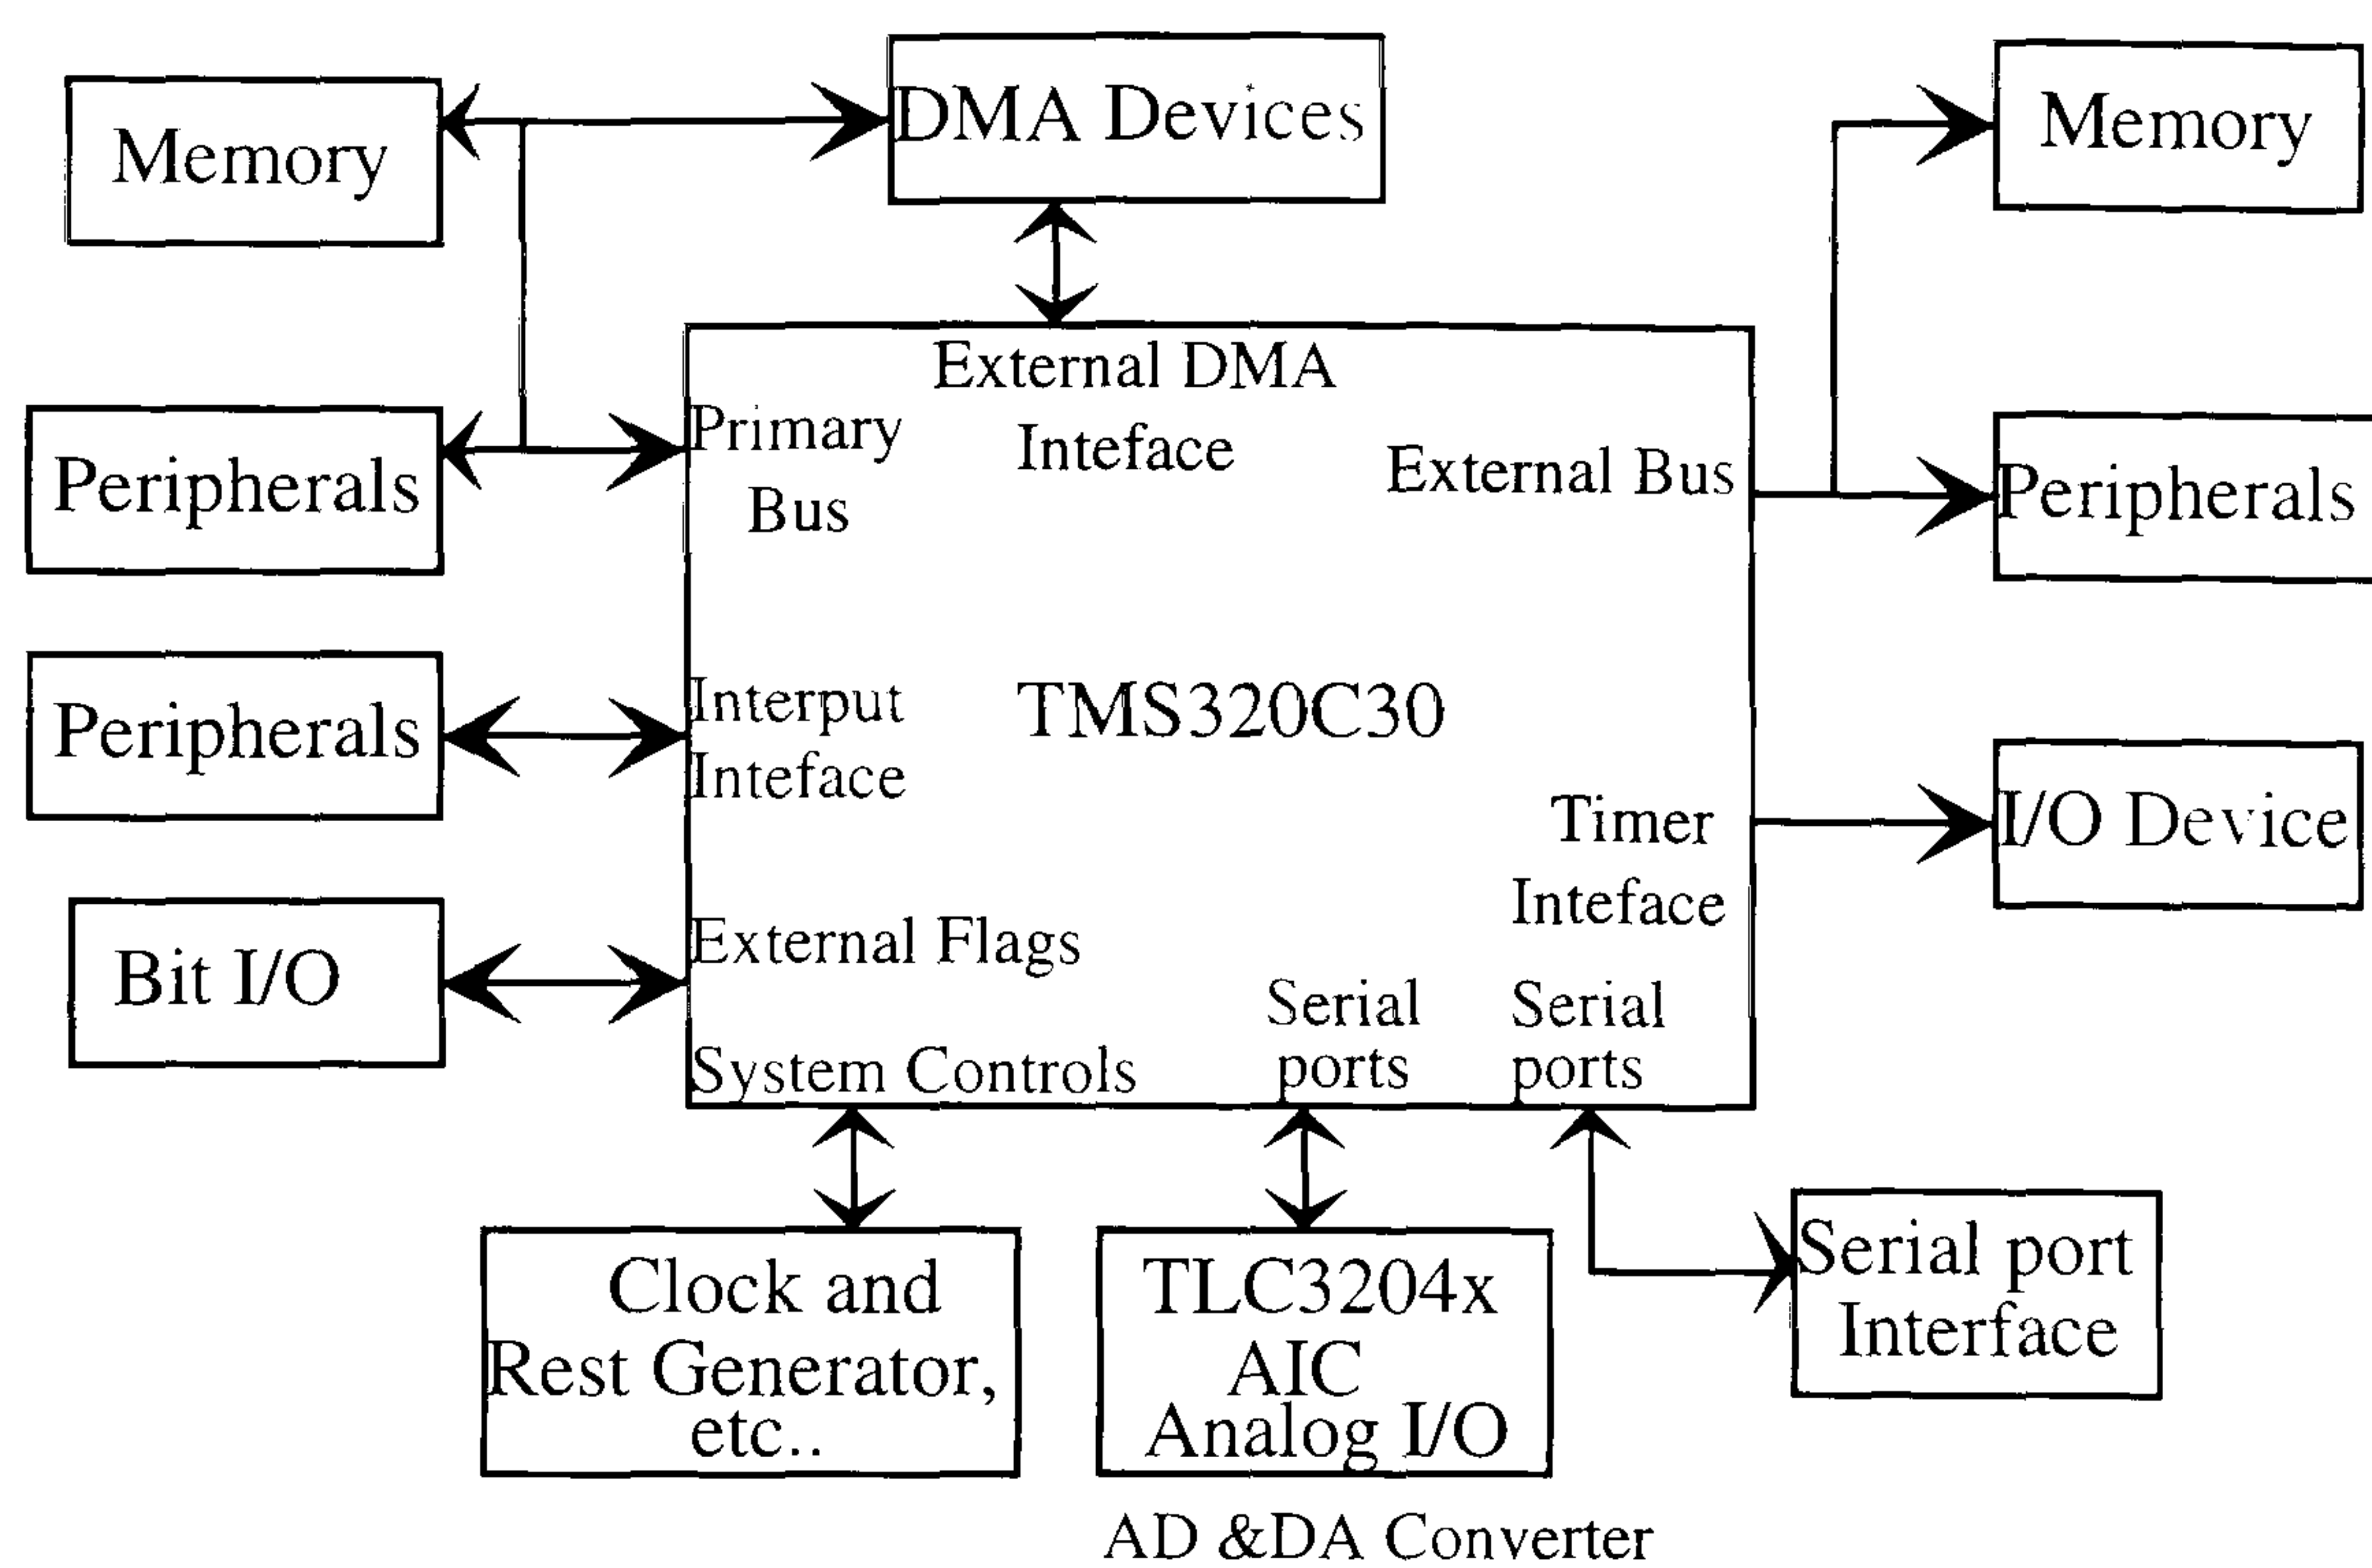 Memory
DMA Devices
Memory
Peripherals
Primary
Bus
External DMA
Inteface
External Bus
Peripherals
Peripherals
Interput
Inteface
TMS320C30
Timer
Inteface
I/O Device
Bit I/O
External Flags
System Controls
Serial
ports
Serial
ports
Clock and
Rest Generator,
etc..
TLC3204x
AIC
Analog I/O
Serial port
Interface
AD &DA Converter